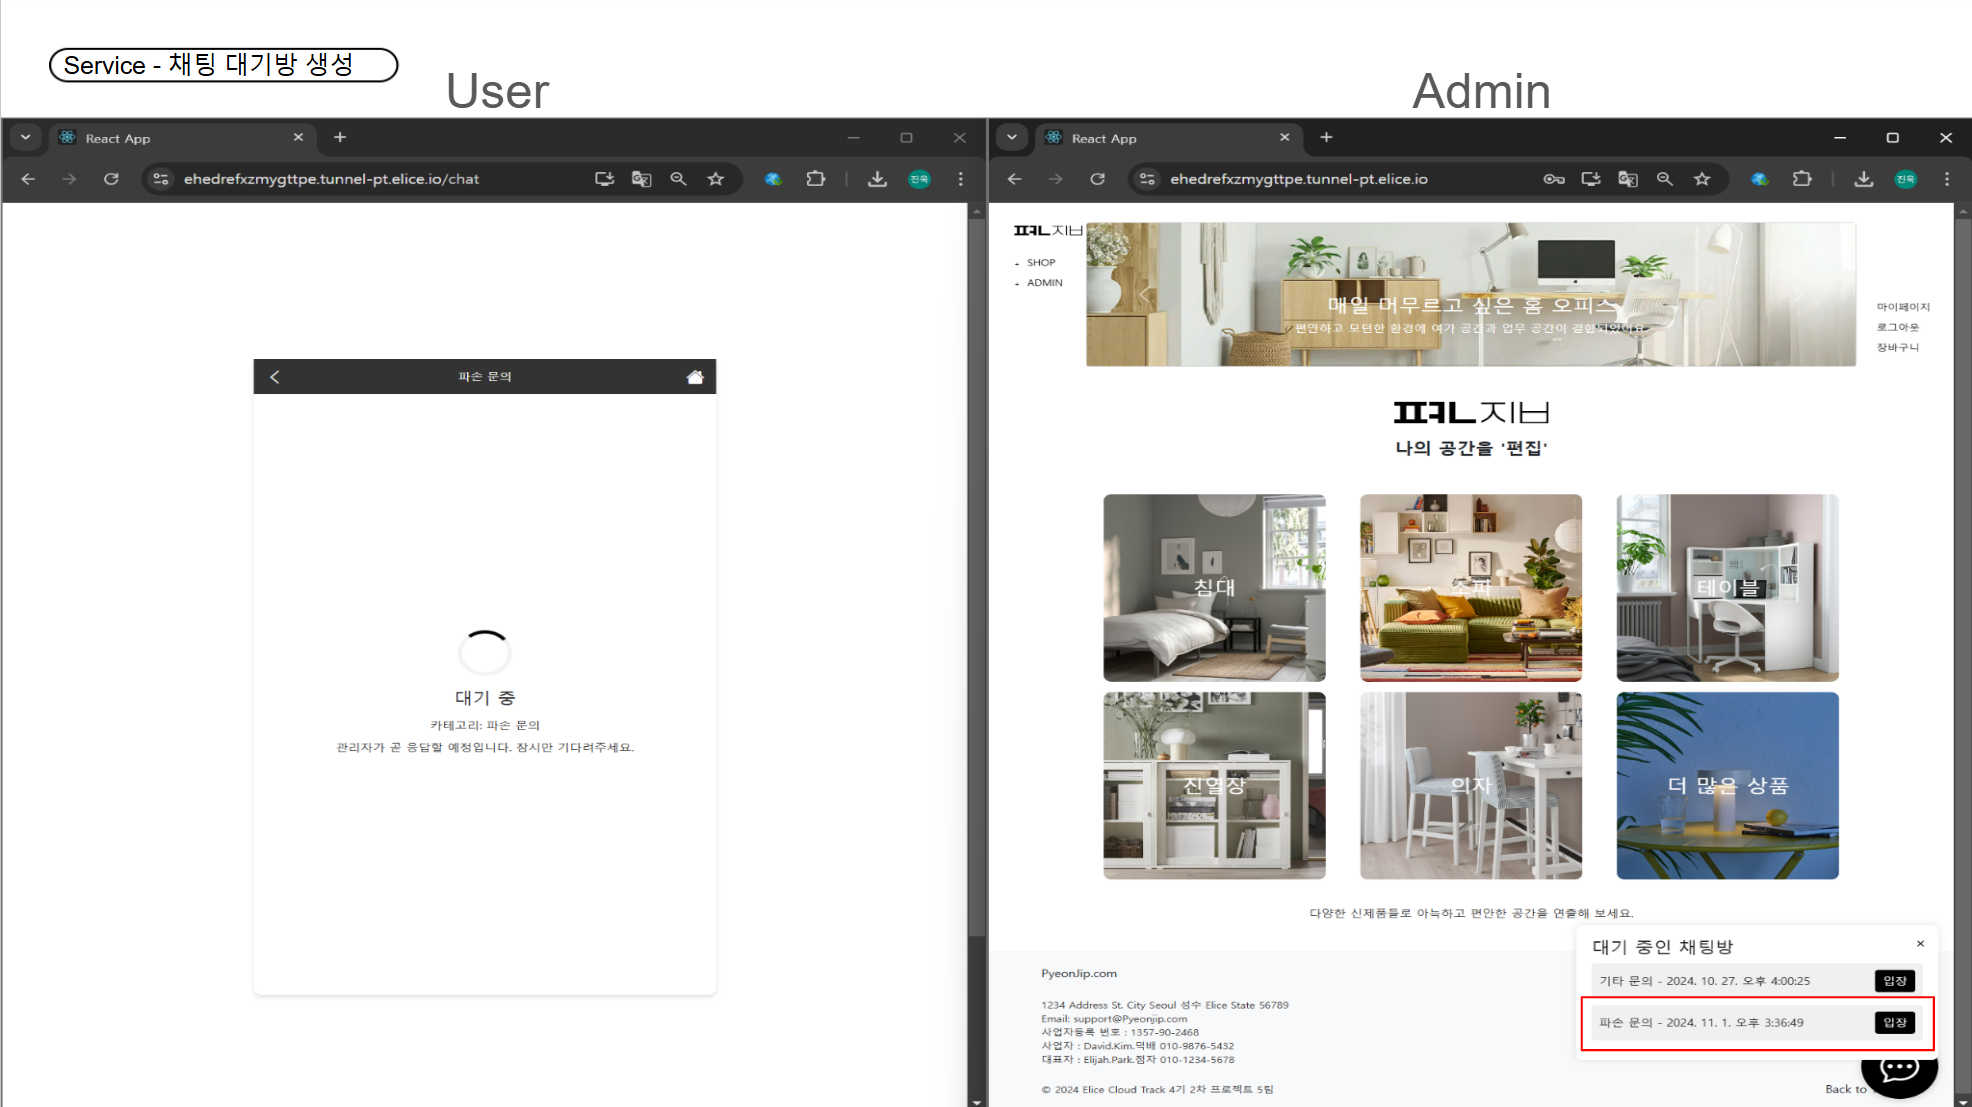 Service - 채팅 대기방 생성
User
Admin
React App
ehedrefxzmygttpe.tunnel-pt.elice.io/chat
진욱
파손 문의
대기 중
카테고리: 파손 문의
관리자가 곧 응답할 예정입니다. 잠시만 기다려주세요.
React App
ehedrefxzmygttpe.tunnel-pt.elice.io
진욱
SHOP
ADMIN
매일 머무르고 싶은 홈 오피스
편안하고 모던한 환경에 여가 공간과 업무 공간이 결합되었어요
마이페이지
로그아웃
장바구니
나의 공간을 '편집'
침대
소파
테이블
진열장
의자
더 많은 상품
다양한 신제품들로 아늑하고 편안한 공간을 연출해 보세요.
PyeonJip.com
1234 Address St. City Seoul 성수 Elice State 56789
Email: support@Pyeonjip.com
사업자등록 번호 : 1357-90-2468
사업자 : David.Kim.덕배 010-9876-5432
대표자 : Elijah.Park.점자 010-1234-5678
© 2024 Elice Cloud Track 4기 2차 프로젝트 5팀
대기 중인 채팅방
기타 문의 - 2024. 10. 27. 오후 4:00:25
입장
파손 문의 - 2024. 11. 1. 오후 3:36:49
입장
Back to